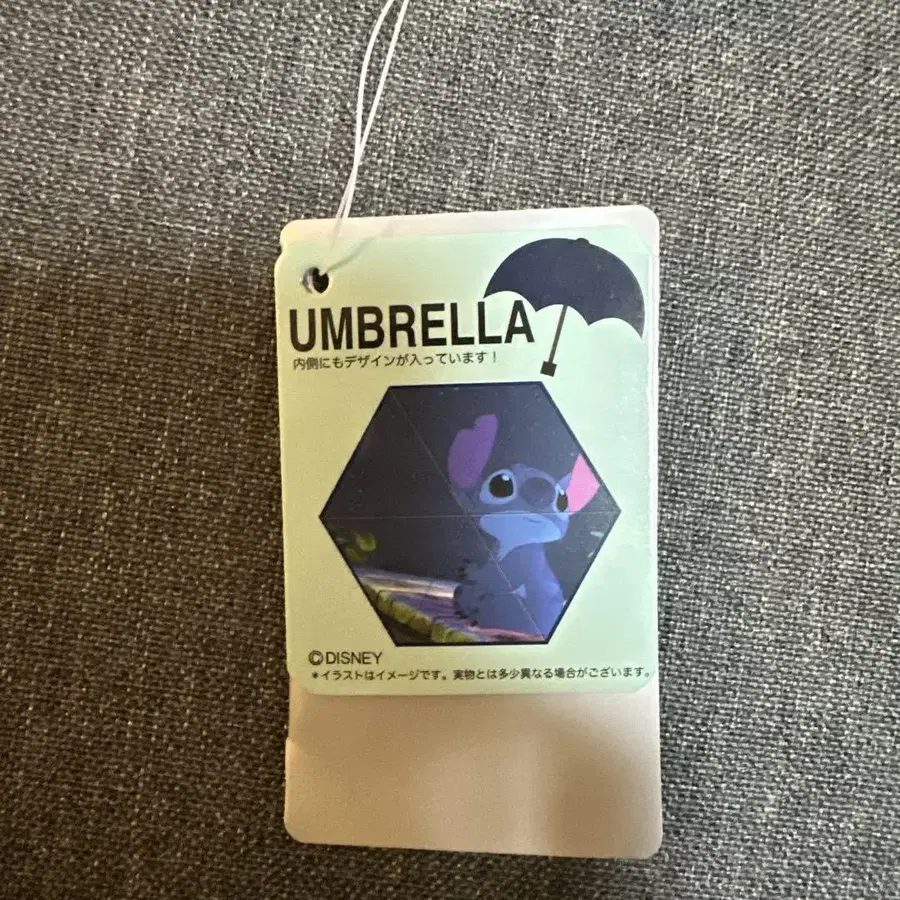 UMBRELLA
内側にもデザインが入っています！
©DISNEY
*イラストはイメージです。実物とは多少異なる場合がございます。